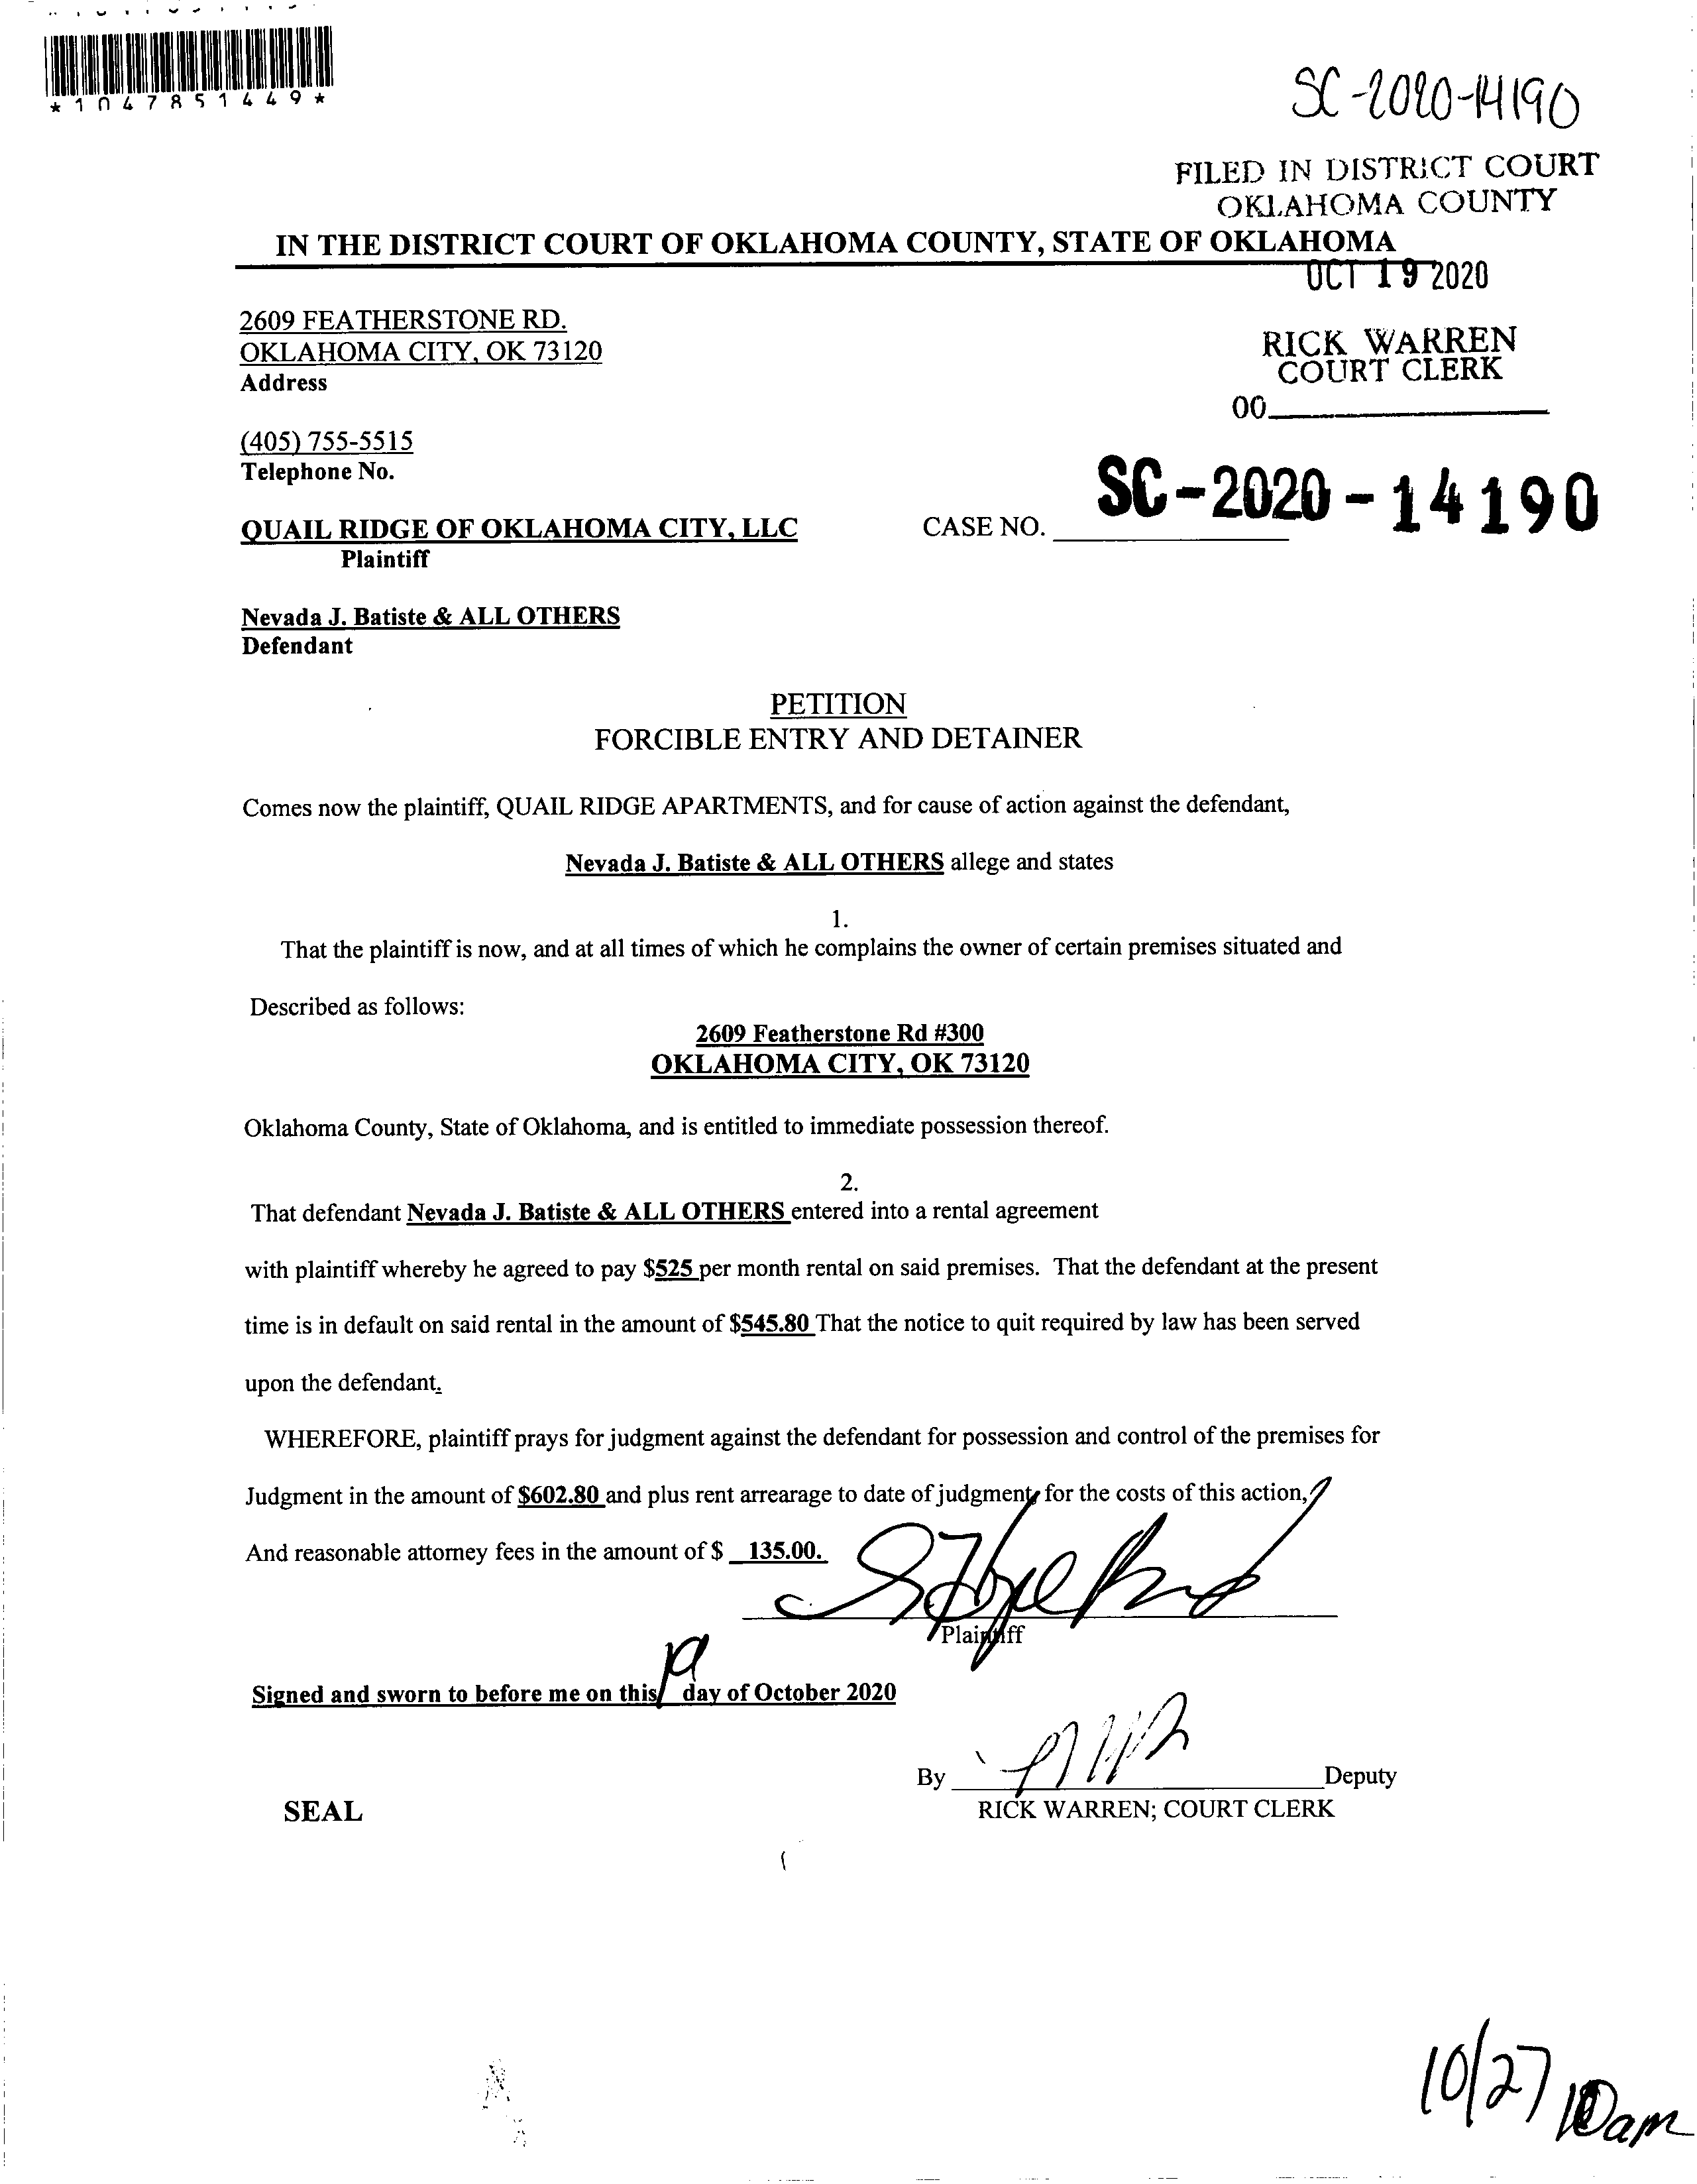 *1047851449*
SC-2020-14190
FILED IN DISTRICT COURT
OKLAHOMA COUNTY
IN THE DISTRICT COURT OF OKLAHOMA COUNTY, STATE OF OKLAHOMA
OCT 19 2020
2609 FEATHERSTONE RD.
OKLAHOMA CITY, OK 73120
Address
RICK WARREN
COURT CLERK
00
(405) 755-5515
Telephone No.
SC-2020-14190
QUAIL RIDGE OF OKLAHOMA CITY, LLC CASE NO.
Plaintiff
Nevada J. Batiste & ALL OTHERS
Defendant
PETITION
FORCIBLE ENTRY AND DETAINER
Comes now the plaintiff, QUAIL RIDGE APARTMENTS, and for cause of action against the defendant,
Nevada J. Batiste & ALL OTHERS allege and states
1.
That the plaintiff is now, and at all times of which he complains the owner of certain premises situated and
Described as follows:
2609 Featherstone Rd #300
OKLAHOMA CITY, OK 73120
Oklahoma County, State of Oklahoma, and is entitled to immediate possession thereof.
2.
That defendant Nevada J. Batiste & ALL OTHERS entered into a rental agreement
with plaintiff whereby he agreed to pay $525 per month rental on said premises. That the defendant at the present
time is in default on said rental in the amount of $545.80 That the notice to quit required by law has been served
upon the defendant.
WHEREFORE, plaintiff prays for judgment against the defendant for possession and control of the premises for
Judgment in the amount of $602.80 and plus rent arrearage to date of judgment, for the costs of this action,
And reasonable attorney fees in the amount of $ 135.00.
Plaintiff
Signed and sworn to before me on this 19 day of October 2020
By Deputy
SEAL
RICK WARREN; COURT CLERK
10/27 10am